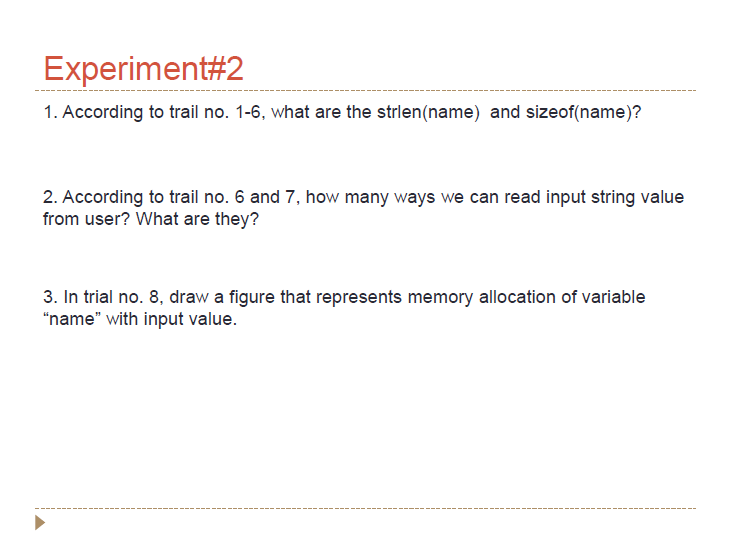 Experiment#2
1. According to trail no. 1-6, what are the strlen(name)  and sizeof(name)?
2. According to trail no. 6 and 7, how many ways we can read input string value
from user? What are they?
3. In trial no. 8, draw a figure that represents memory allocation of variable
“name” with input value.